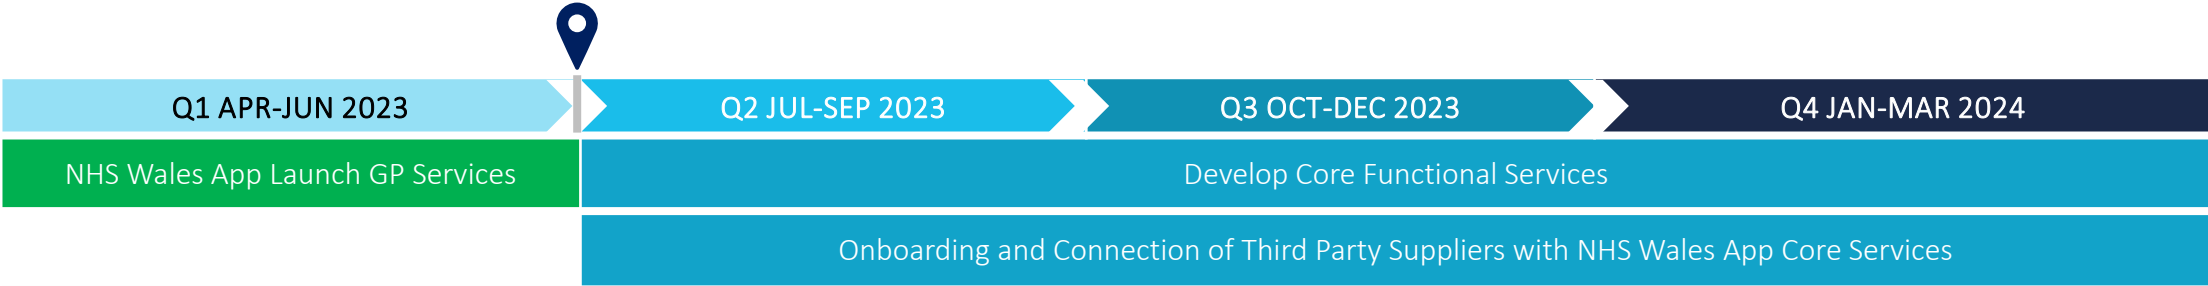 Q1 APR-JUN 2023
Q2 JUL-SEP 2023
Q3 OCT-DEC 2023
Q4 JAN-MAR 2024
NHS Wales App Launch GP Services
Develop Core Functional Services
Onboarding and Connection of Third Party Suppliers with NHS Wales App Core Services